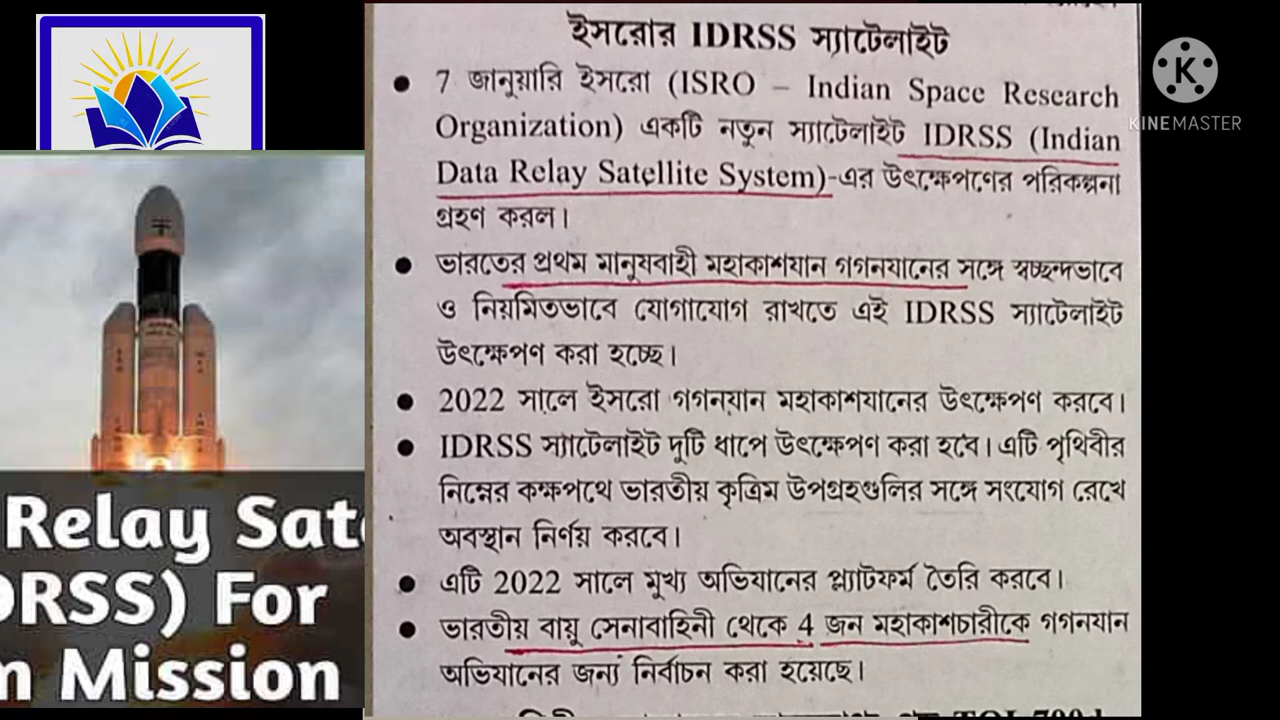 ইসরোর IDRSS স্যাটেলাইট
● 7 জানুয়ারি ইসরো (ISRO – Indian Space Research
Organization) একটি নতুন স্যাটেলাইট IDRSS (Indian
Data Relay Satellite System)-এর উৎক্ষেপণের পরিকল্পনা
গ্রহণ করল।
● ভারতের প্রথম মানুষবাহী মহাকাশযান গগনযানের সঙ্গে স্বচ্ছন্দভাবে
ও নিয়মিতভাবে যোগাযোগ রাখতে এই IDRSS স্যাটেলাইট
উৎক্ষেপণ করা হচ্ছে।
● 2022 সালে ইসরো গগনযান মহাকাশযানের উৎক্ষেপণ করবে।
● IDRSS স্যাটেলাইট দুটি ধাপে উৎক্ষেপণ করা হবে। এটি পৃথিবীর
নিম্নের কক্ষপথে ভারতীয় কৃত্রিম উপগ্রহগুলির সঙ্গে সংযোগ রেখে
অবস্থান নির্ণয় করবে।
● এটি 2022 সালে মুখ্য অভিযানের প্ল্যাটফর্ম তৈরি করবে।
● ভারতীয় বায়ু সেনাবাহিনী থেকে 4 জন মহাকাশচারীকে গগনযান
অভিযানের জন্য নির্বাচন করা হয়েছে।
Relay Sat
DRSS) For
n Mission
K
KINEMASTER